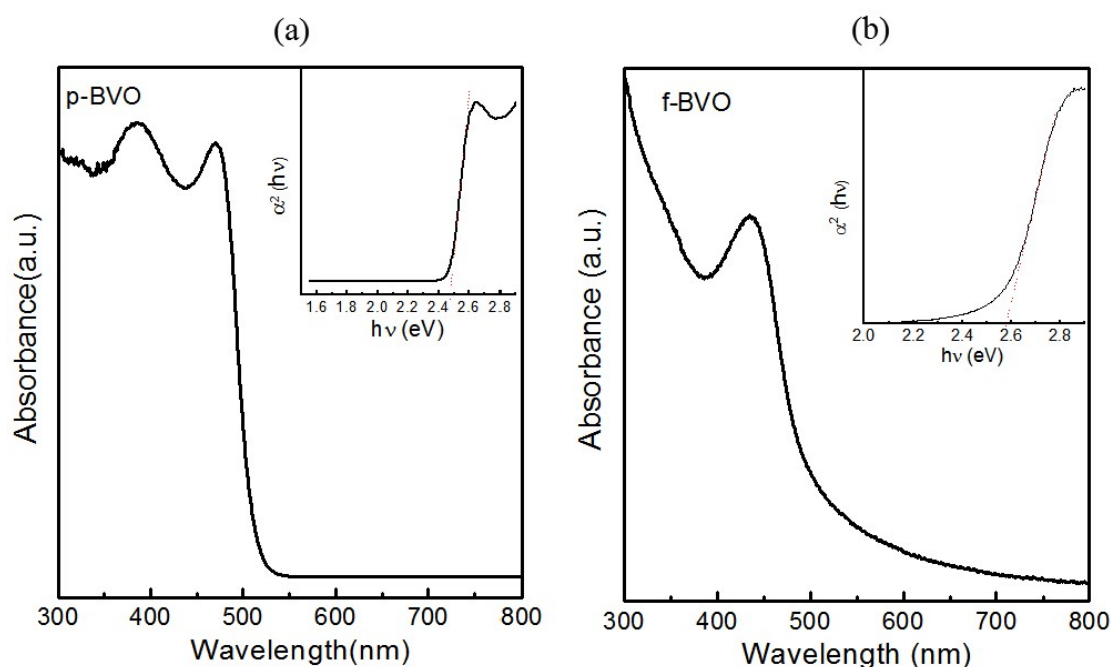 (a)
p-BVO
α² (hν)
1.6 1.8 2.0 2.2 2.4 2.6 2.8
hν (eV)
Absorbance(a.u.)
300 400 500 600 700 800
Wavelength(nm)
(b)
f-BVO
α² (hν)
2.0 2.2 2.4 2.6 2.8
hν (eV)
Absorbance (a.u.)
300 400 500 600 700 800
Wavelength (nm)